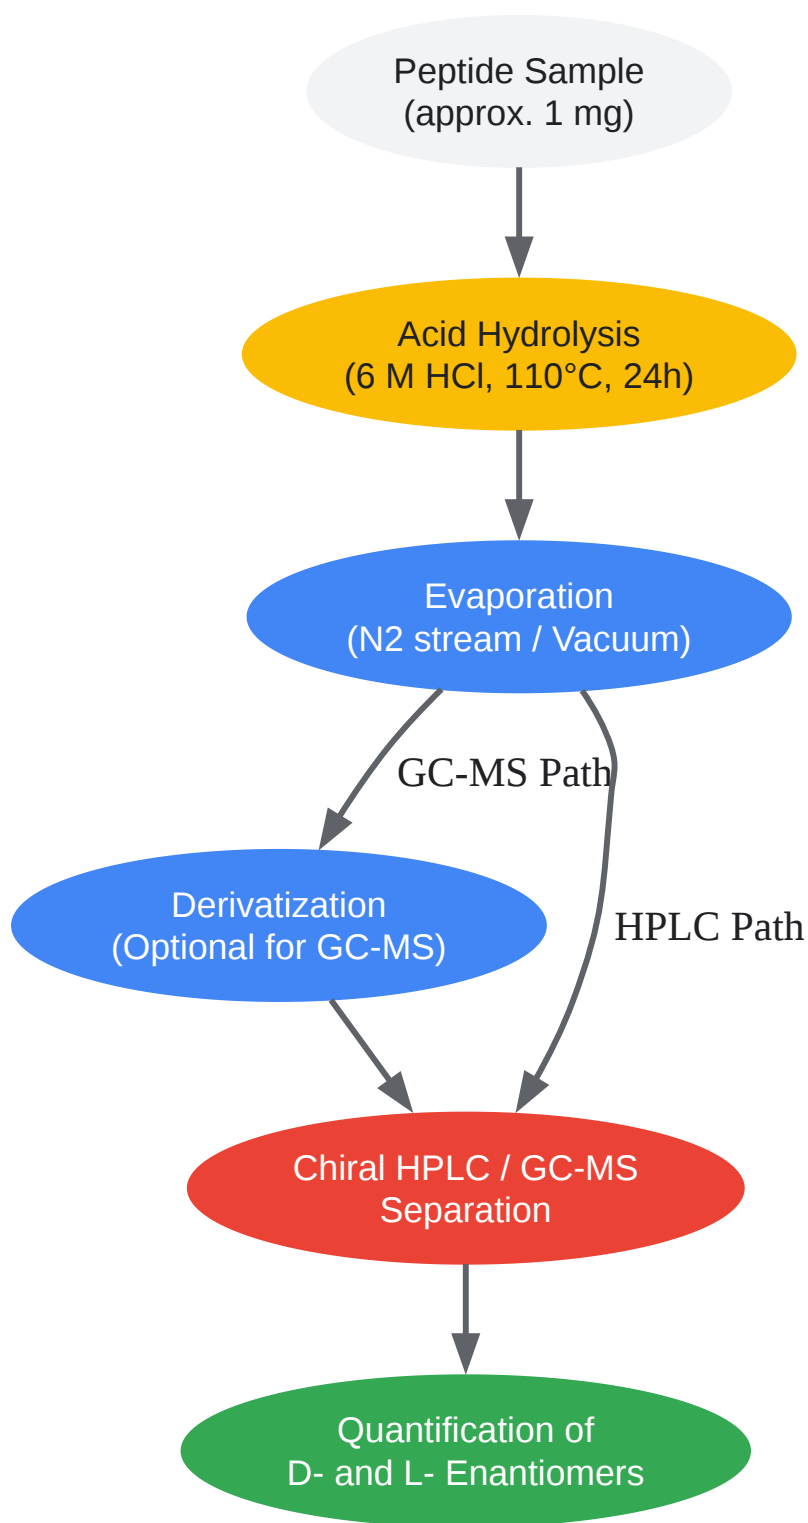 Peptide Sample
(approx. 1 mg)
Acid Hydrolysis
(6 M HCl, 110°C, 24h)
Evaporation
(N2 stream / Vacuum)
GC-MS Path
Derivatization
(Optional for GC-MS)
HPLC Path
Chiral HPLC / GC-MS
Separation
Quantification of
D- and L- Enantiomers